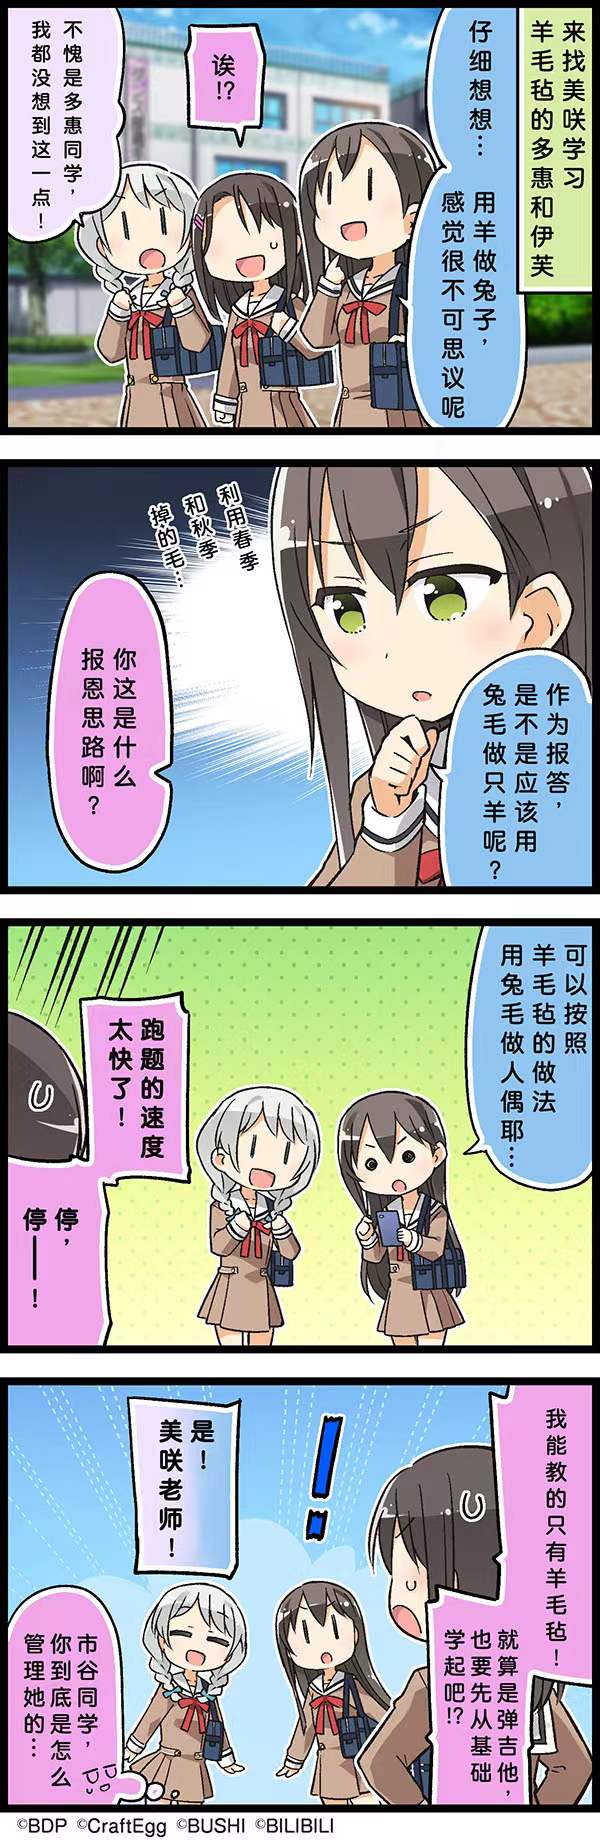 来找美咲学习
羊毛毡的多惠和伊芙
仔细想想…
用羊做兔子，
感觉很不可思议呢
诶!?
不愧是多惠同学，
我都没想到这一点！
作为报答，
是不是应该用
兔毛做只羊呢？
利用春季
和秋季
掉的毛…
你这是什么
报恩思路啊？
可以按照
羊毛毡的做法
用兔毛做人偶耶…
跑题的速度
太快了！
停，
停——！
我能教的只有羊毛毡！
就算是弹吉他，
也要先从基础
学起吧!?
！
是！
美咲老师！
市谷同学，
你到底是怎么
管理她的…
©BDP ©CraftEgg ©BUSHI ©BILIBILI